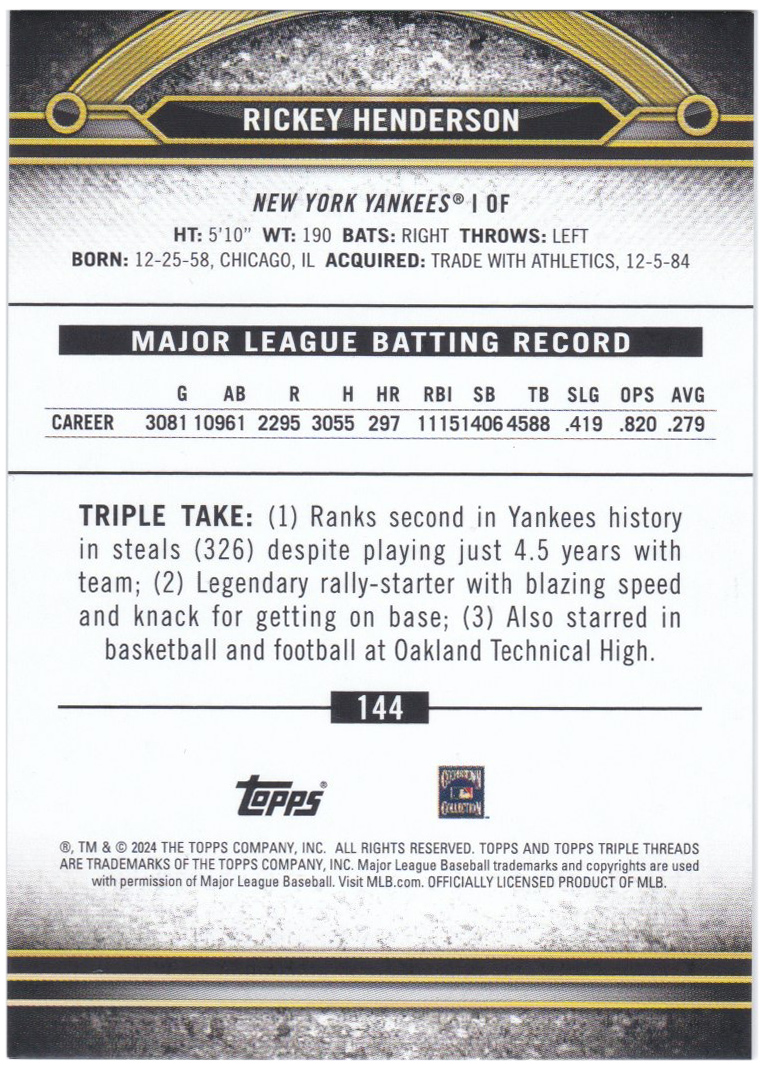 RICKEY HENDERSON
NEW YORK YANKEES® | OF
HT: 5'10" WT: 190 BATS: RIGHT THROWS: LEFT
BORN: 12-25-58, CHICAGO, IL ACQUIRED: TRADE WITH ATHLETICS, 12-5-84
MAJOR LEAGUE BATTING RECORD
G AB R H HR RBI SB TB SLG OPS AVG
CAREER 3081 10961 2295 3055 297 1115 1406 4588 .419 .820 .279
TRIPLE TAKE: (1) Ranks second in Yankees history
in steals (326) despite playing just 4.5 years with
team; (2) Legendary rally-starter with blazing speed
and knack for getting on base; (3) Also starred in
basketball and football at Oakland Technical High.
144
topps®
COOPERSTOWN
COLLECTION
®, TM & © 2024 THE TOPPS COMPANY, INC. ALL RIGHTS RESERVED. TOPPS AND TOPPS TRIPLE THREADS
ARE TRADEMARKS OF THE TOPPS COMPANY, INC. Major League Baseball trademarks and copyrights are used
with permission of Major League Baseball. Visit MLB.com. OFFICIALLY LICENSED PRODUCT OF MLB.